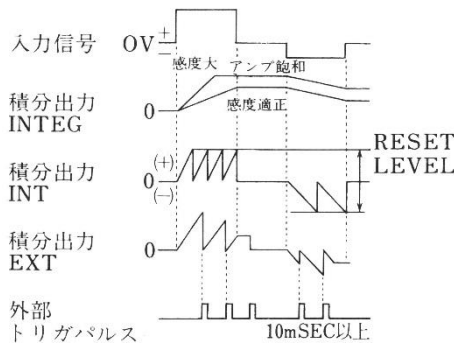 入力信号 OV + −
感度大 アンプ飽和
積分出力 0
INTEG
感度適正
積分出力 (+)
INT 0
(−)
RESET
LEVEL
積分出力 0
EXT
外部
トリガパルス
10mSEC以上